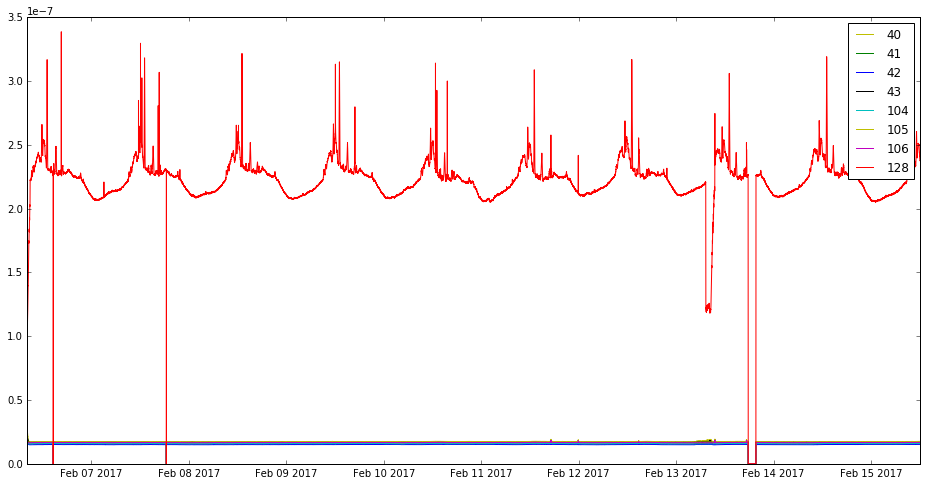 1e−7
3.5
3.0
2.5
2.0
1.5
1.0
0.5
0.0
Feb 07 2017
Feb 08 2017
Feb 09 2017
Feb 10 2017
Feb 11 2017
Feb 12 2017
Feb 13 2017
Feb 14 2017
Feb 15 2017
40
41
42
43
104
105
106
128